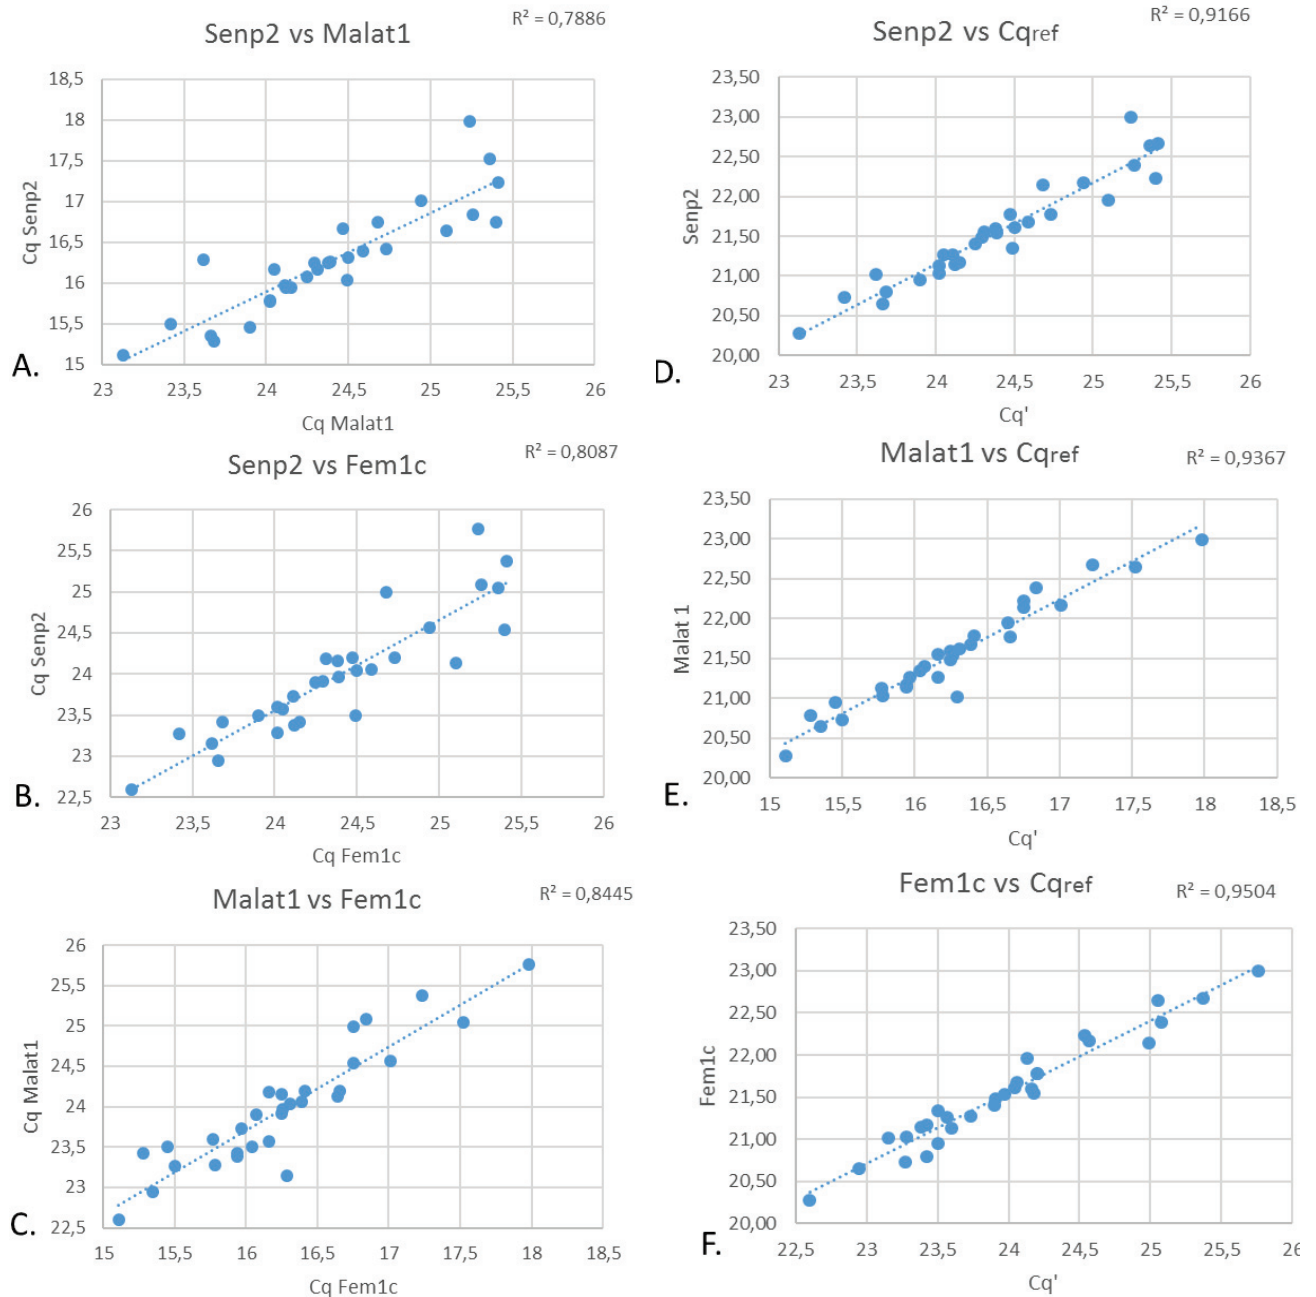 Senp2 vs Malat1
R² = 0,7886
18,5
18
17,5
17
16,5
16
15,5
15
Cq Senp2
23 23,5 24 24,5 25 25,5 26
Cq Malat1
A.
Senp2 vs Fem1c
R² = 0,8087
26
25,5
25
24,5
24
23,5
23
22,5
Cq Senp2
23 23,5 24 24,5 25 25,5 26
Cq Fem1c
B.
Malat1 vs Fem1c
R² = 0,8445
26
25,5
25
24,5
24
23,5
23
22,5
Cq Malat1
15 15,5 16 16,5 17 17,5 18 18,5
Cq Fem1c
C.
Senp2 vs Cqref
R² = 0,9166
23,50
23,00
22,50
22,00
21,50
21,00
20,50
20,00
Senp2
23 23,5 24 24,5 25 25,5 26
Cq'
D.
Malat1 vs Cqref
R² = 0,9367
23,50
23,00
22,50
22,00
21,50
21,00
20,50
20,00
Malat 1
15 15,5 16 16,5 17 17,5 18 18,5
Cq'
E.
Fem1c vs Cqref
R² = 0,9504
23,50
23,00
22,50
22,00
21,50
21,00
20,50
20,00
Fem1c
22,5 23 23,5 24 24,5 25 25,5
Cq'
F.